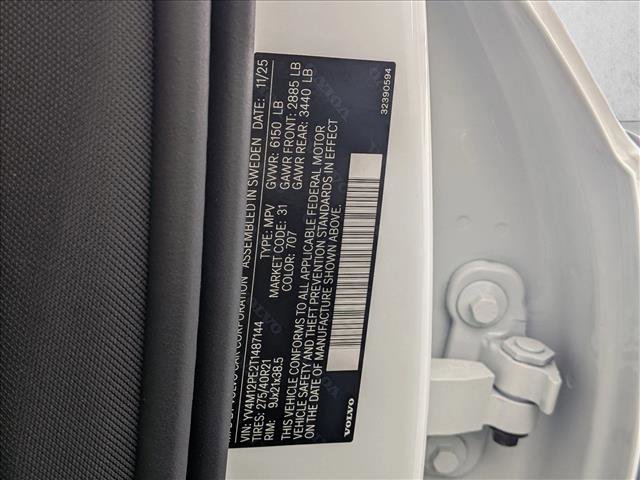 VOLVO CAR CORPORATION ASSEMBLED IN SWEDEN DATE: 11/25
VIN: YV4M12PE2T1487144 TYPE: MPV GVWR: 6150 LB
TIRES: 275/40R21 MARKET CODE: 31 GAWR FRONT: 2885 LB
RIM: 9Jx21x38.5 COLOR: 707 GAWR REAR: 3440 LB
THIS VEHICLE CONFORMS TO ALL APPLICABLE FEDERAL MOTOR
VEHICLE SAFETY AND THEFT PREVENTION STANDARDS IN EFFECT
ON THE DATE OF MANUFACTURE SHOWN ABOVE.
VOLVO
32390594